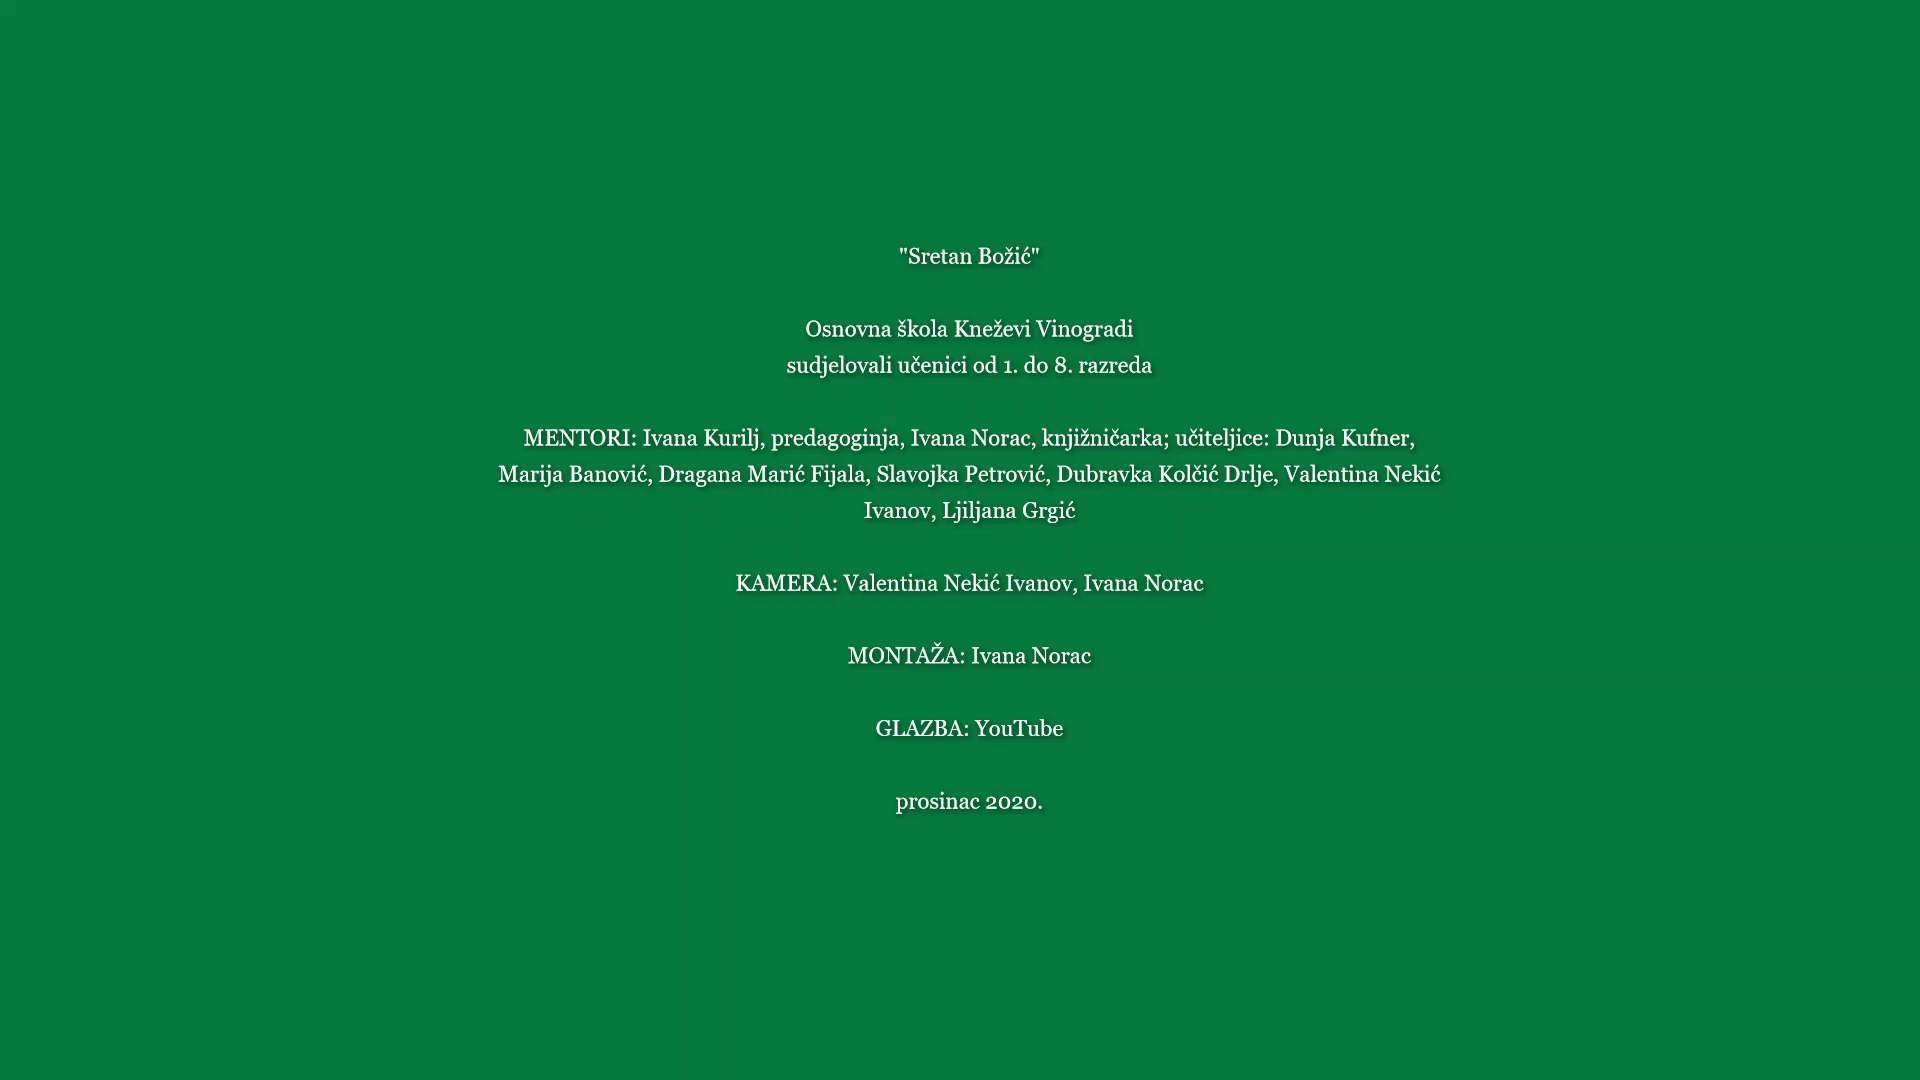 "Sretan Božić"
Osnovna škola Kneževi Vinogradi
sudjelovali učenici od 1. do 8. razreda
MENTORI: Ivana Kurilj, predagoginja, Ivana Norac, knjižničarka; učiteljice: Dunja Kufner,
Marija Banović, Dragana Marić Fijala, Slavojka Petrović, Dubravka Kolčić Drlje, Valentina Nekić
Ivanov, Ljiljana Grgić
KAMERA: Valentina Nekić Ivanov, Ivana Norac
MONTAŽA: Ivana Norac
GLAZBA: YouTube
prosinac 2020.